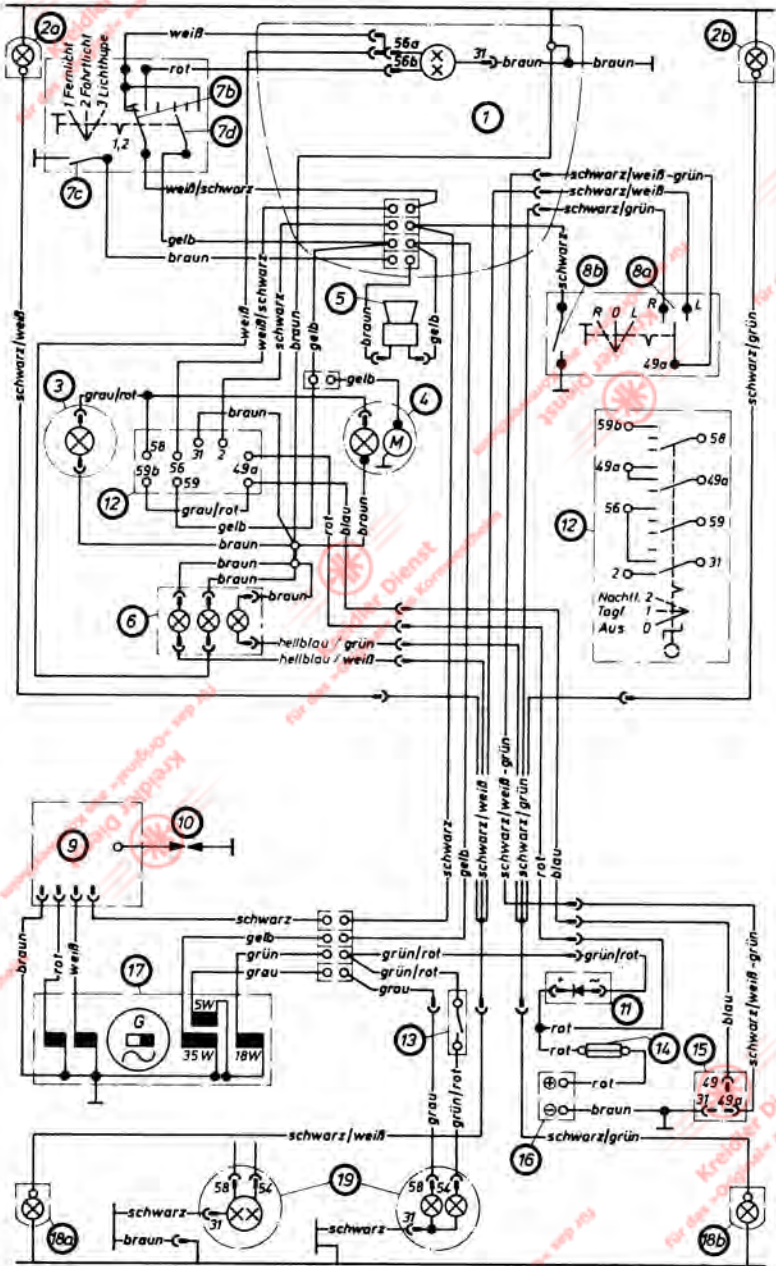 2a
weiß
56a
56b
31
braun
braun
2b
rot
1 Fernlicht
2 Fahrtlicht
3 Lichthupe
7b
7d
1,2
7c
1
weiß/schwarz
schwarz/weiß-grün
schwarz/weiß
schwarz/grün
gelb
braun
schwarz
8b
8a
R
L
R O L
49a
5
braun
gelb
weiß
weiß/schwarz
schwarz
braun
gelb
schwarz/weiß
schwarz/grün
3
grau/rot
gelb
4
M
braun
58
56
31
2
49a
59b
59
12
grau/rot
gelb
rot
blau
braun
braun
braun
braun
6
hellblau / grün
hellblau / weiß
59b
58
49a
49a
56
59
12
2
31
Nachtl. 2
Tagl. 1
Aus 0
Kreidler Dienst
für das »Original« aus Kornwestheim
9
10
braun
rot
weiß
schwarz
gelb
grün
grau
schwarz
gelb
schwarz/weiß
schwarz/weiß-grün
schwarz/grün
rot
blau
grün/rot
grün/rot
grau
grün/rot
17
G
5W
35W
18W
13
grau
grün/rot
+
~
11
rot
rot
14
rot
braun
16
15
49
31
49a
blau
schwarz/weiß-grün
schwarz/weiß
schwarz/grün
18a
58
54
31
schwarz
braun
19
58
54
31
schwarz
18b